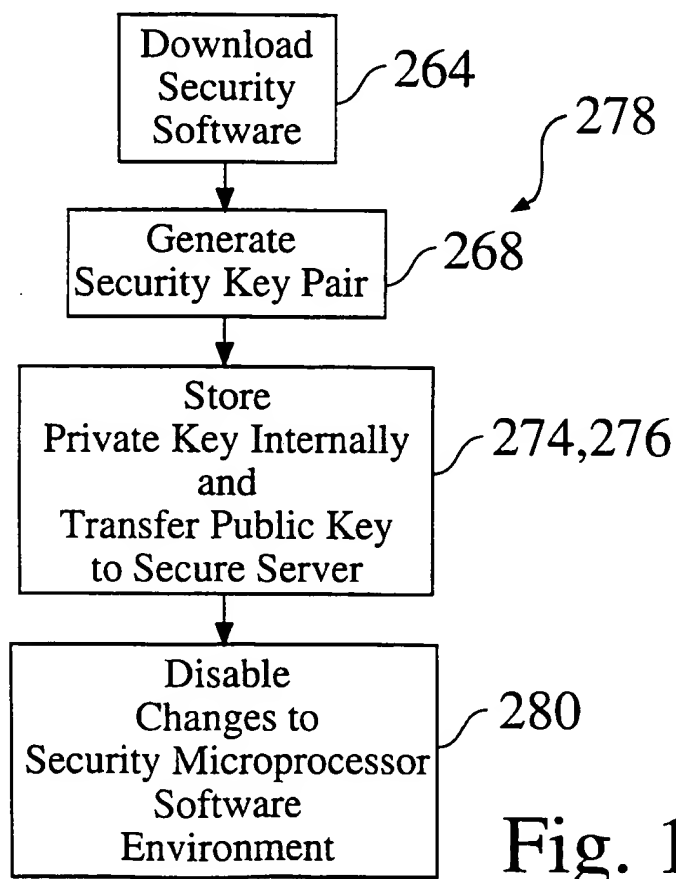 Download
Security
Software
264
278
Generate
Security Key Pair
268
Store
Private Key Internally
and
Transfer Public Key
to Secure Server
274,276
Disable
Changes to
Security Microprocessor
Software
Environment
280
Fig. 1